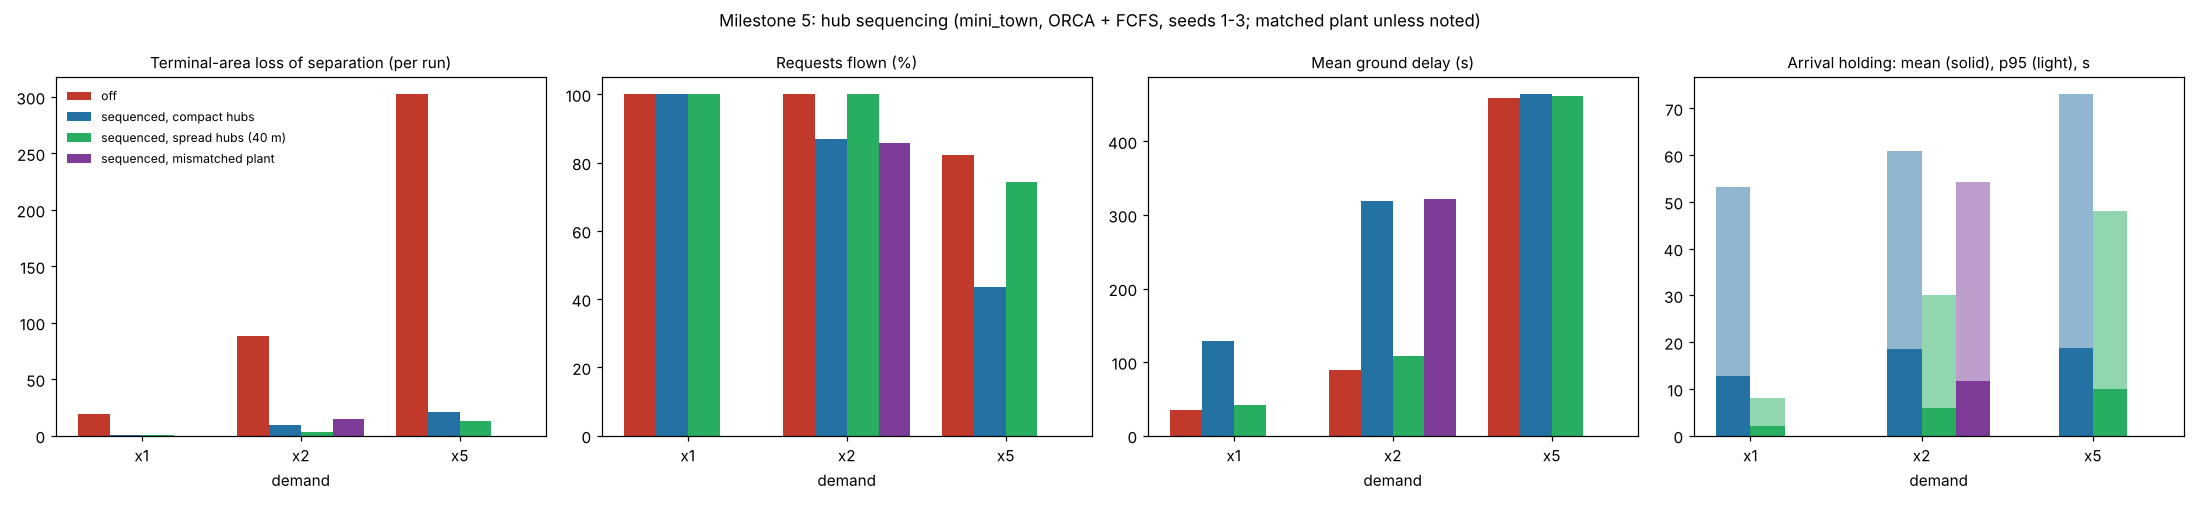 Milestone 5: hub sequencing (mini_town, ORCA + FCFS, seeds 1-3; matched plant unless noted)
Terminal-area loss of separation (per run)
300
250
200
150
100
50
0
off
sequenced, compact hubs
sequenced, spread hubs (40 m)
sequenced, mismatched plant
x1 x2 x5
demand
Requests flown (%)
100
80
60
40
20
0
x1 x2 x5
demand
Mean ground delay (s)
400
300
200
100
0
x1 x2 x5
demand
Arrival holding: mean (solid), p95 (light), s
70
60
50
40
30
20
10
0
x1 x2 x5
demand